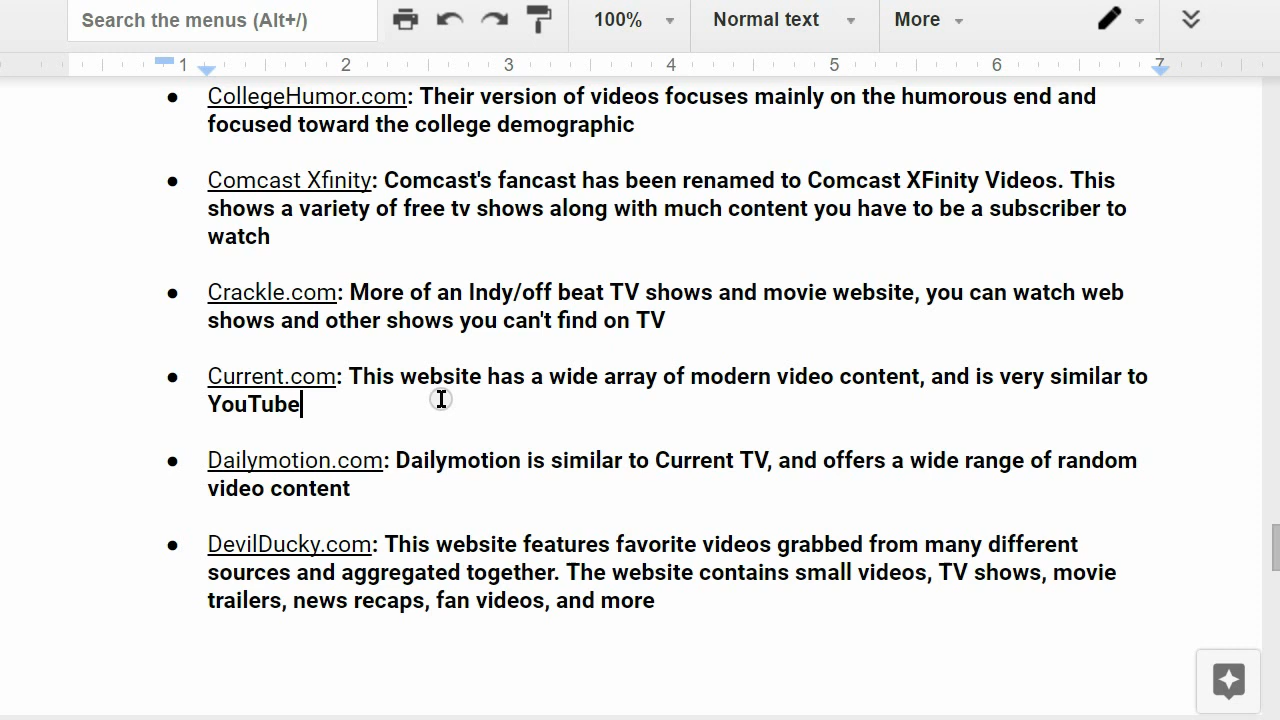 Search the menus (Alt+/)
100%
Normal text
More
1 2 3 4 5 6 7
● CollegeHumor.com: Their version of videos focuses mainly on the humorous end and
focused toward the college demographic
● Comcast Xfinity: Comcast's fancast has been renamed to Comcast XFinity Videos. This
shows a variety of free tv shows along with much content you have to be a subscriber to
watch
● Crackle.com: More of an Indy/off beat TV shows and movie website, you can watch web
shows and other shows you can't find on TV
● Current.com: This website has a wide array of modern video content, and is very similar to
YouTube
● Dailymotion.com: Dailymotion is similar to Current TV, and offers a wide range of random
video content
● DevilDucky.com: This website features favorite videos grabbed from many different
sources and aggregated together. The website contains small videos, TV shows, movie
trailers, news recaps, fan videos, and more